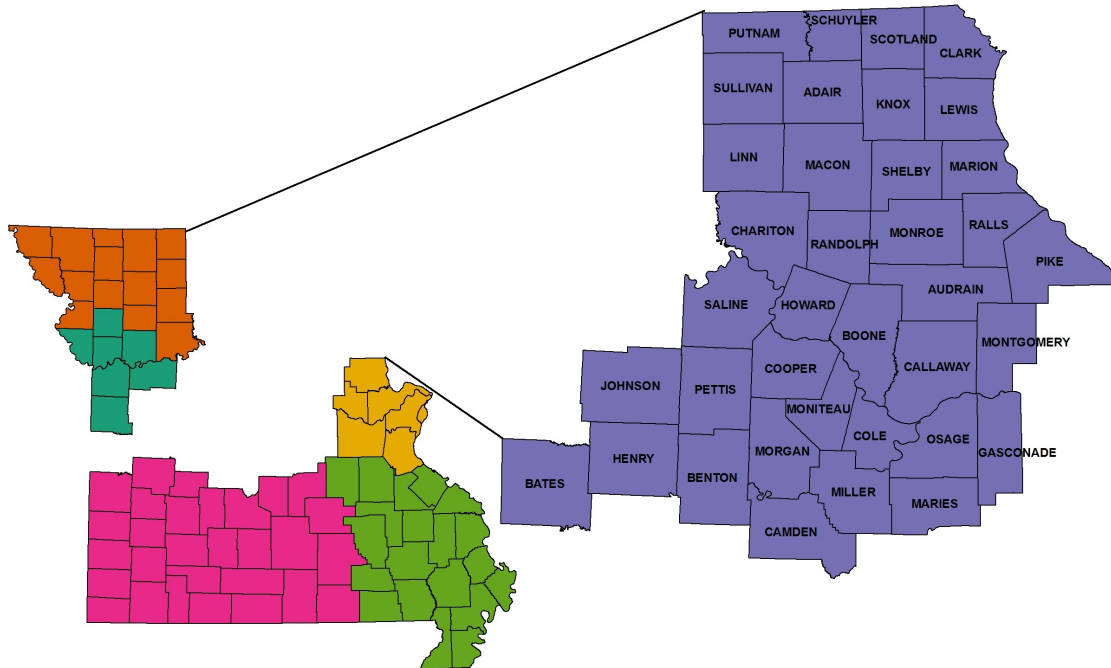 SCHUYLER
PUTNAM
SCOTLAND
CLARK
SULLIVAN
ADAIR
KNOX
LEWIS
LINN
MACON
SHELBY
MARION
CHARITON
RANDOLPH
MONROE
RALLS
PIKE
SALINE
HOWARD
AUDRAIN
BOONE
MONTGOMERY
JOHNSON
PETTIS
COOPER
CALLAWAY
MONITEAU
HENRY
BENTON
MORGAN
COLE
OSAGE
GASCONADE
BATES
MILLER
MARIES
CAMDEN